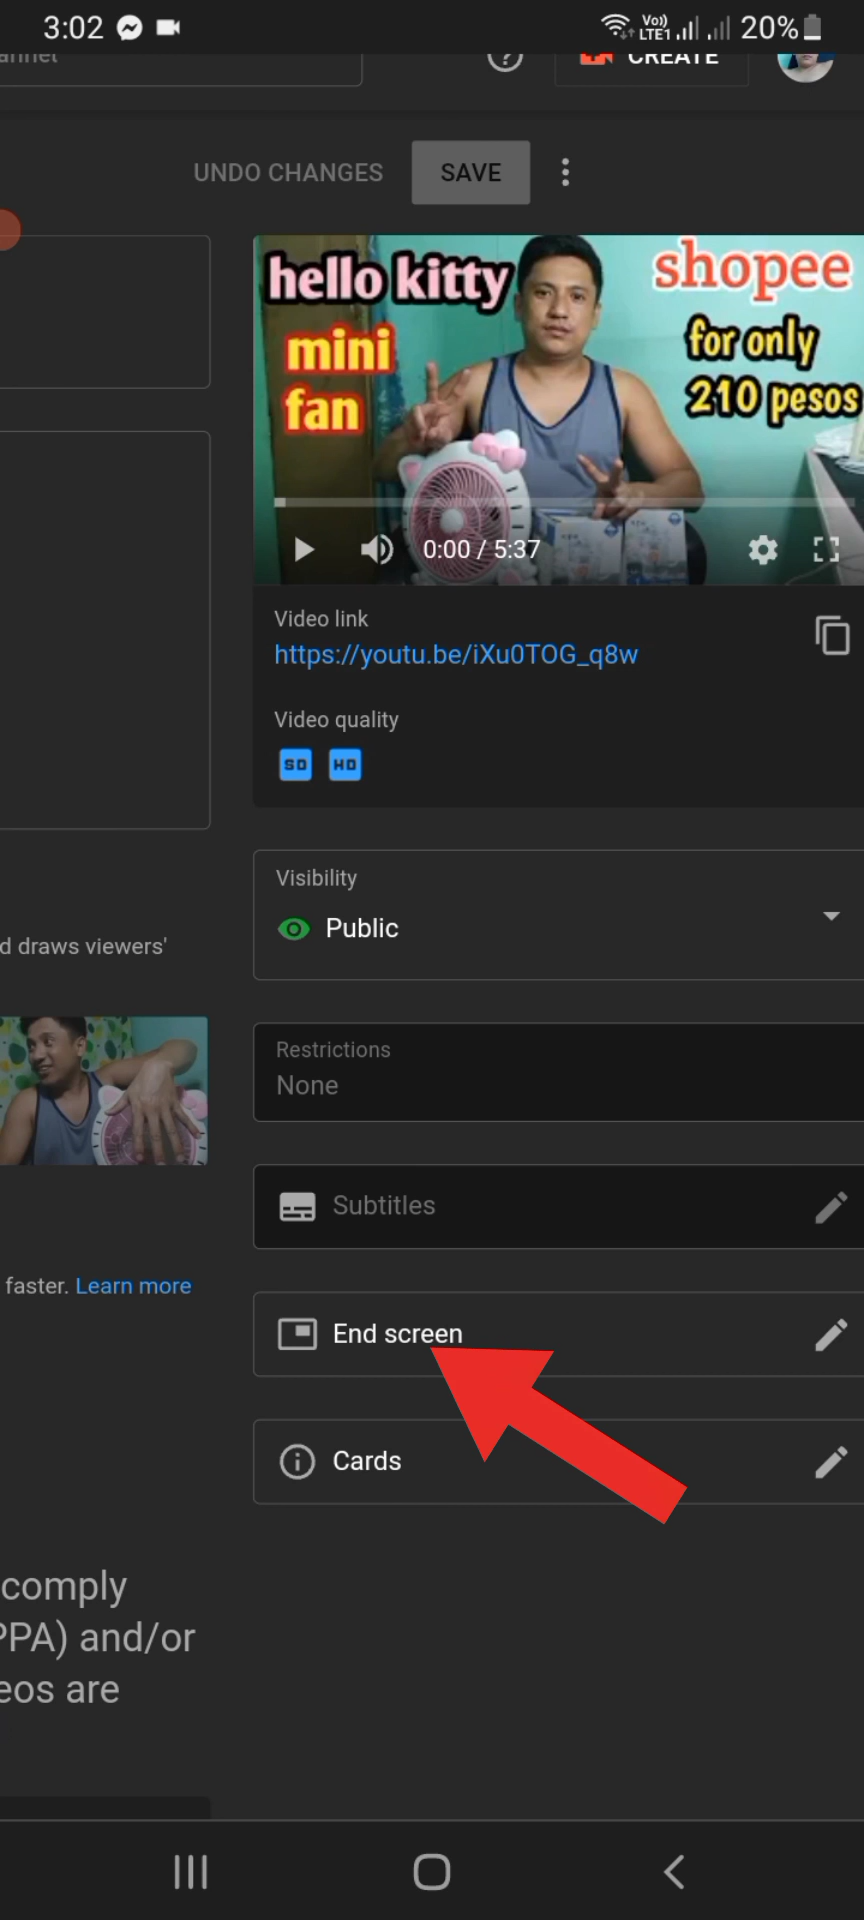 3:02
Vo))
LTE1
20%
CREATE
UNDO CHANGES
SAVE
hello kitty
mini
fan
shopee
for only
210 pesos
0:00 / 5:37
Video link
https://youtu.be/iXu0TOG_q8w
Video quality
SD HD
Visibility
Public
d draws viewers'
Restrictions
None
Subtitles
faster. Learn more
End screen
Cards
comply
PPA) and/or
eos are